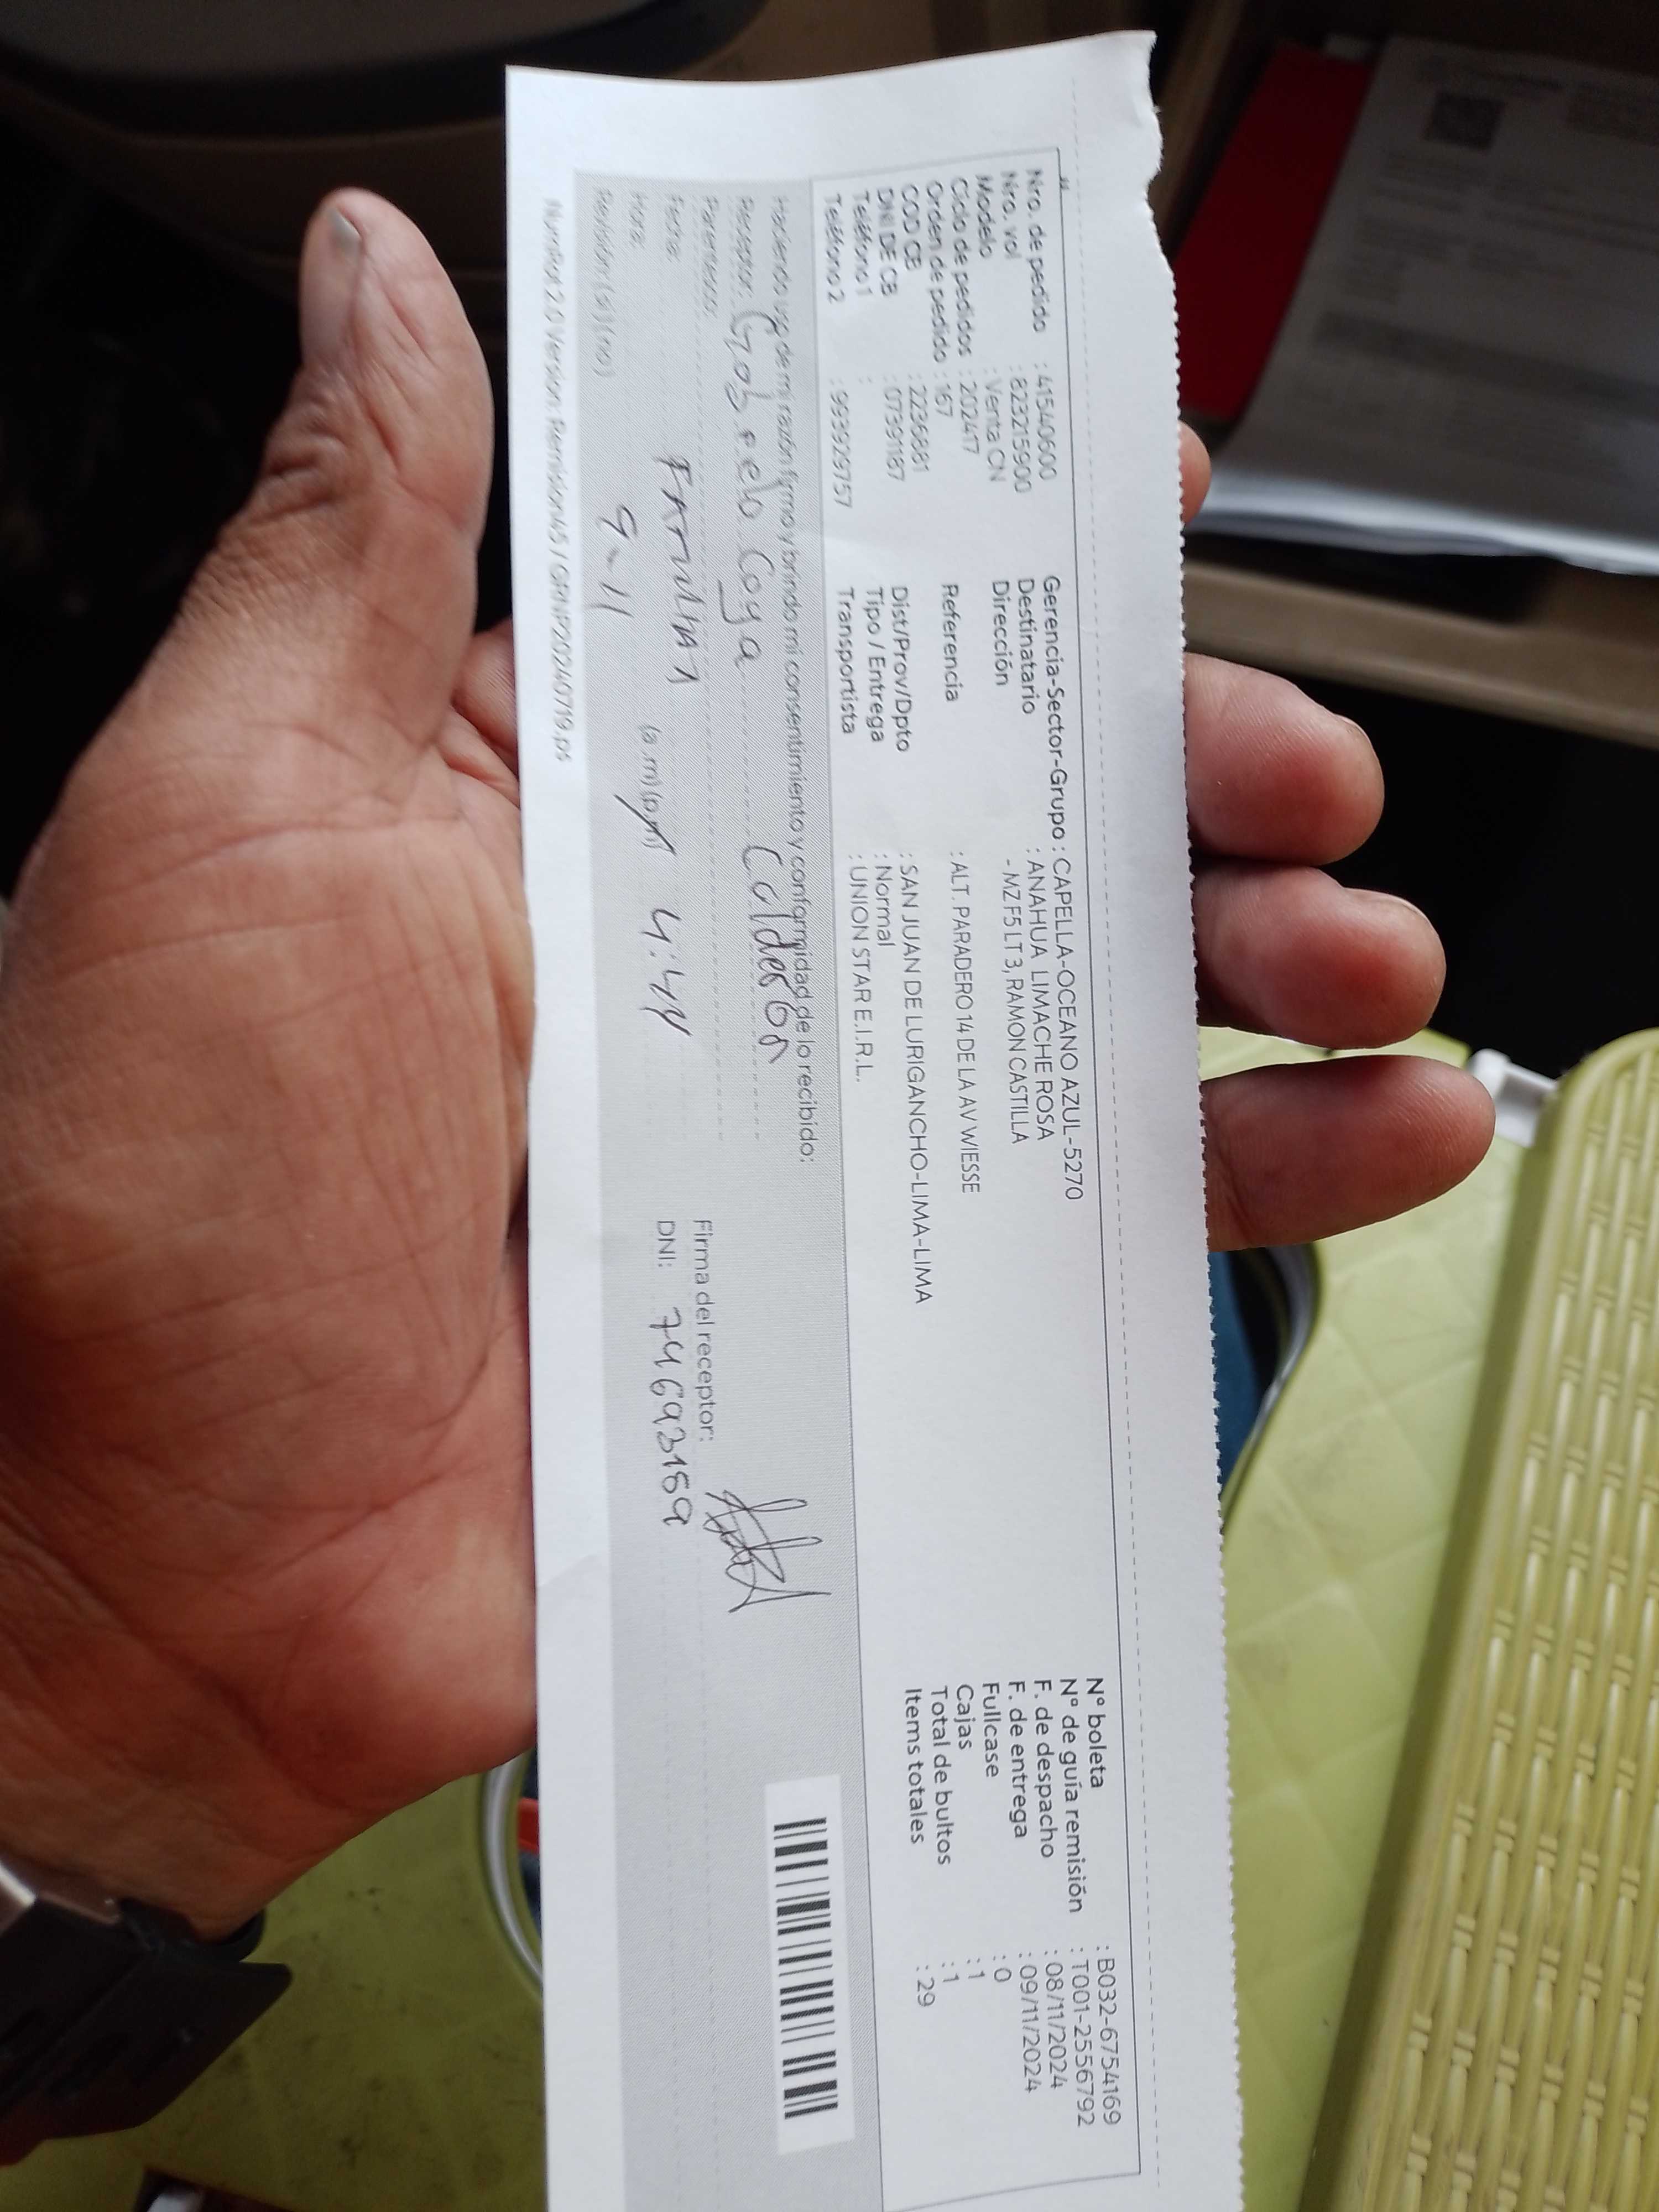 Nro. de pedido : 41540600
Nro. vol : 823215900
Modelo : Venta CN
Ciclo de pedidos : 202417
Orden de pedido : 167
COD CB : 2236681
DNI DE CB : 07391187
Teléfono 1 :
Teléfono 2 : 993929757
Gerencia-Sector-Grupo : CAPELLA-OCEANO AZUL-5270
Destinatario : ANAHUA LIMACHE ROSA
Dirección - MZ F5 LT 3, RAMON CASTILLA
Referencia : ALT. PARADERO 14 DE LA AV WIESSE
Dist/Prov/Dpto : SAN JUAN DE LURIGANCHO-LIMA-LIMA
Tipo / Entrega : Normal
Transportista : UNION STAR E.I.R.L.
N° boleta : B032-6754169
N° de guía remisión : T001-2556792
F. de despacho : 08/11/2024
F. de entrega : 09/11/2024
Fullcase : 0
Cajas : 1
Total de bultos : 1
Items totales : 29
Haciendo uso de mi razón firmo y brindo mi consentimiento y conformidad de lo recibido:
Receptor: Coya Calderon
Parentesco:
Firma del receptor:
Fecha: 9-11
Hora: (a.m) (p.m) 4:44
DNI: 74693159
Revisión: (si) (no)
NumRot 2.0 Version: Remision45 / GRNP20240719.ps